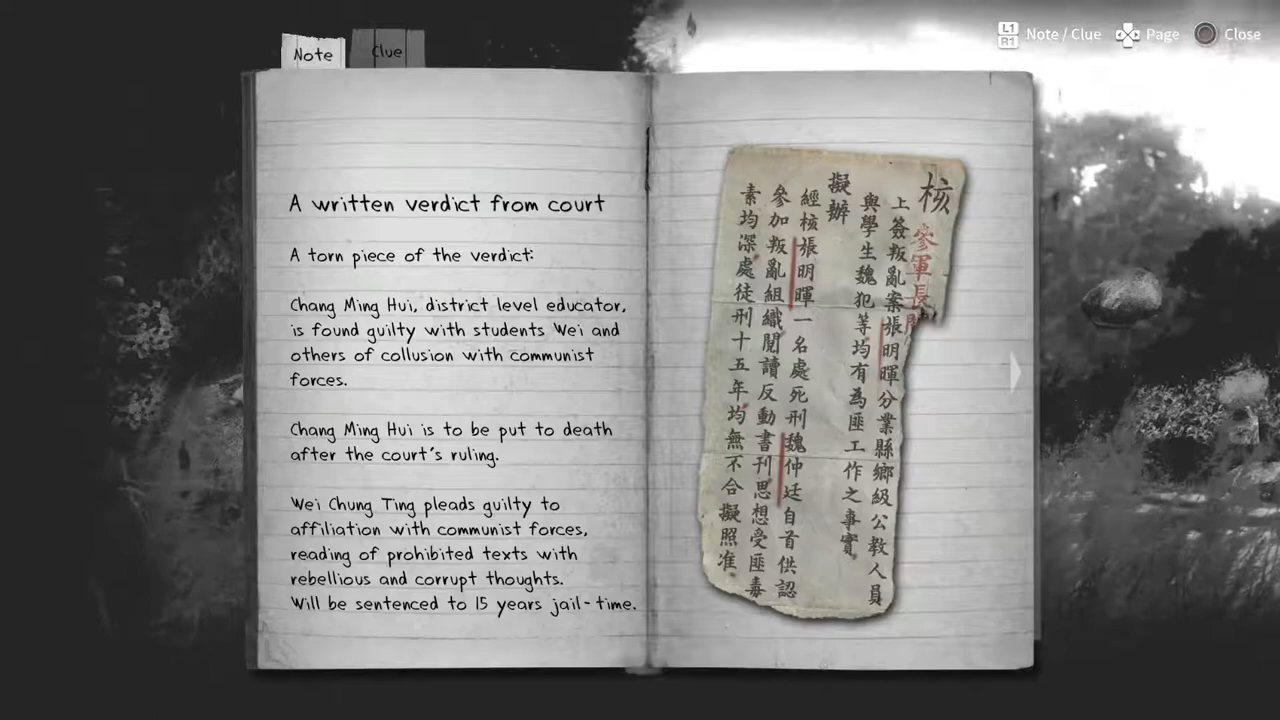 Note
Clue
L1
R1
Note / Clue
Page
Close
A written verdict from court
A torn piece of the verdict:
Chang Ming Hui, district level educator,
is found guilty with students Wei and
others of collusion with communist
forces.
Chang Ming Hui is to be put to death
after the court's ruling.
Wei Chung Ting pleads guilty to
affiliation with communist forces,
reading of prohibited texts with
rebellious and corrupt thoughts.
Will be sentenced to 15 years jail-time.
核
參軍長
上簽叛亂案張明暉分業縣鄉級公教人員
與學生魏犯等均有為匪工作之事實
擬辦
經核張明暉一名處死刑魏仲廷自首供認
參加叛亂組織閱讀反動書刊思想受匪毒
素均深處徒刑十五年均無不合擬照准